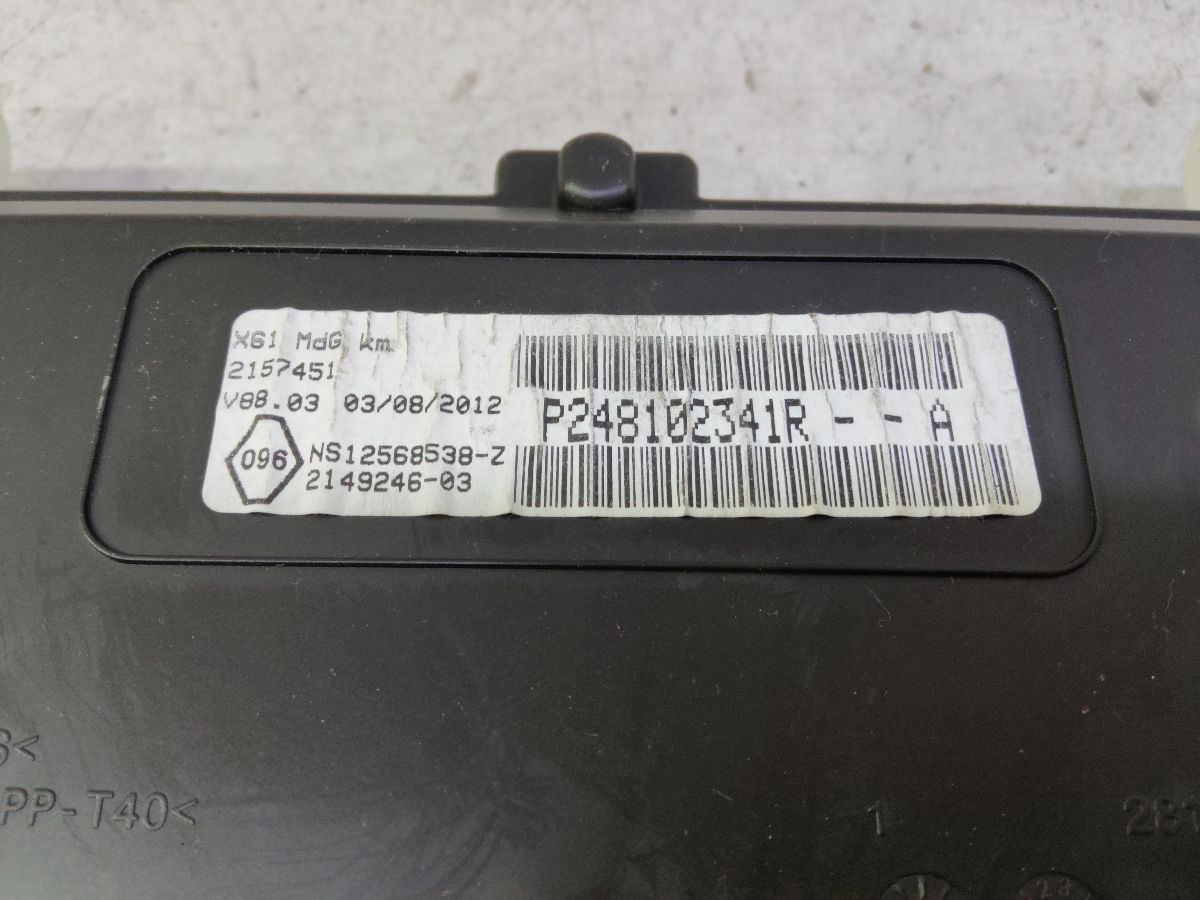 X61 MdG km
2157451
V88.03 03/08/2012
096
NS12568538-Z
2149246-03
P248102341R - - A
PP-T40<
1